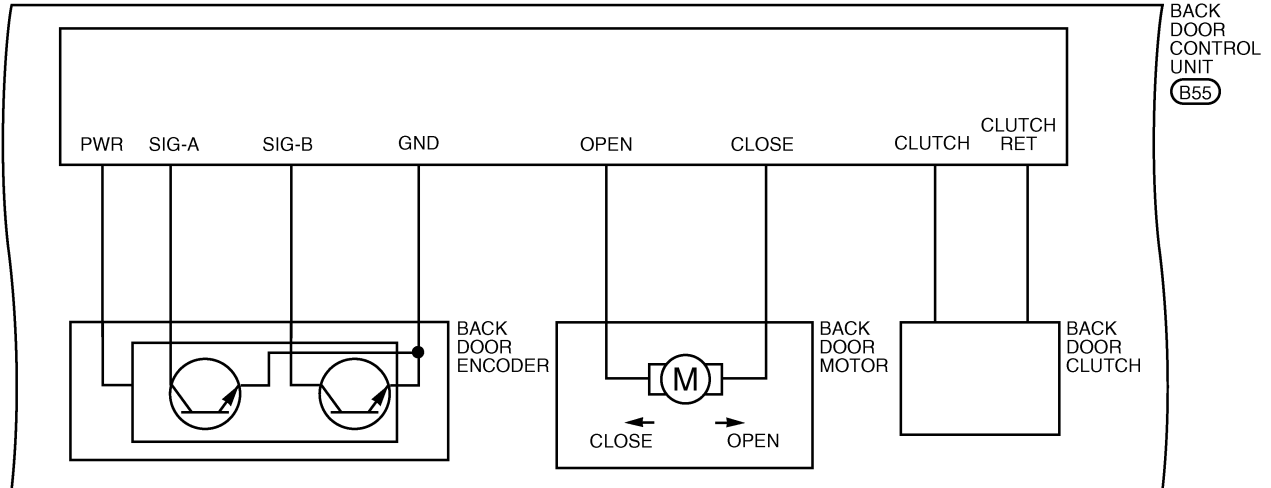 BACK
DOOR
CONTROL
UNIT
B55
PWR SIG-A SIG-B GND OPEN CLOSE CLUTCH CLUTCH
RET
BACK
DOOR
ENCODER
BACK
DOOR
MOTOR
BACK
DOOR
CLUTCH
M
CLOSE OPEN